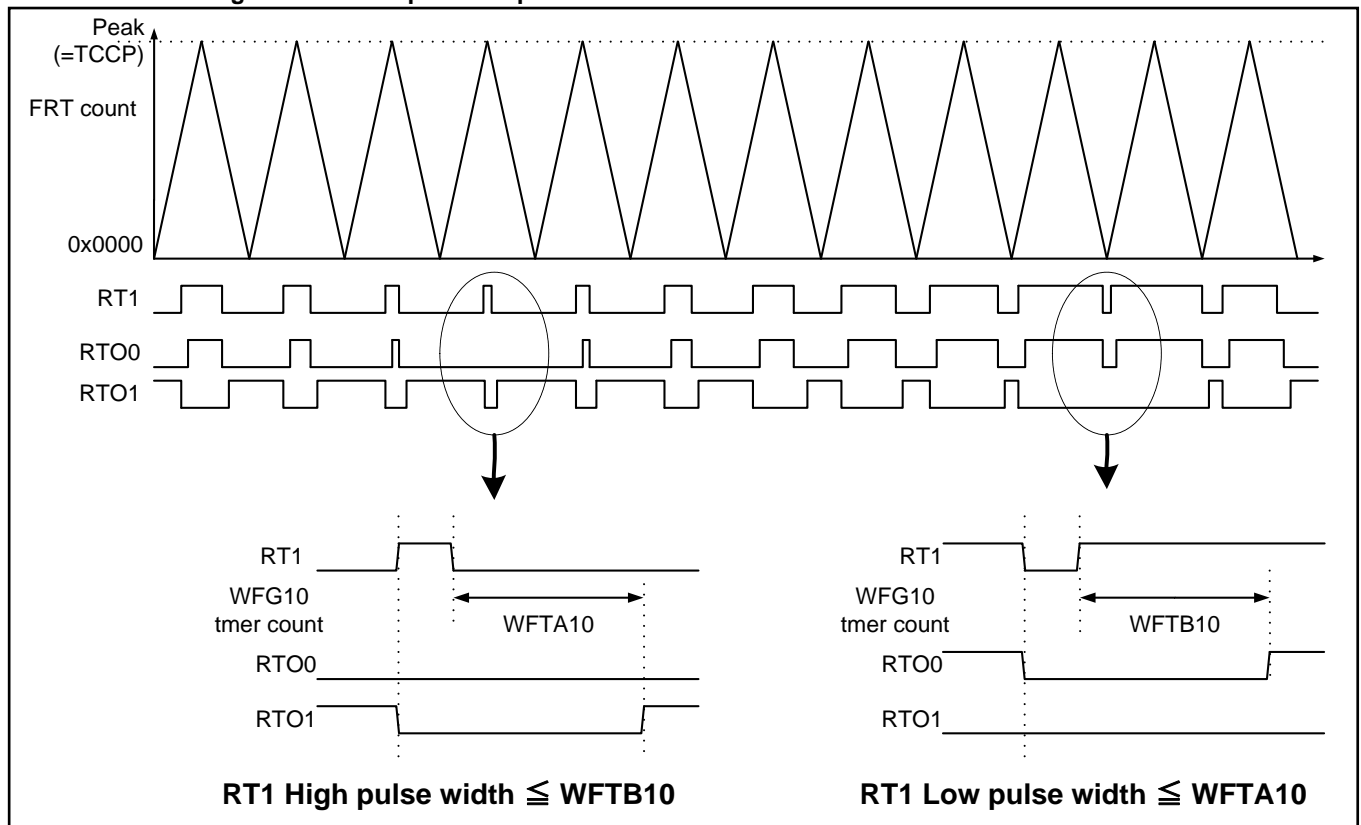 Peak
(=TCCP)
FRT count
0x0000
RT1
RTO0
RTO1
RT1
WFG10
tmer count
WFTA10
RTO0
RTO1
RT1 High pulse width ≦ WFTB10
RT1
WFG10
tmer count
WFTB10
RTO0
RTO1
RT1 Low pulse width ≦ WFTA10